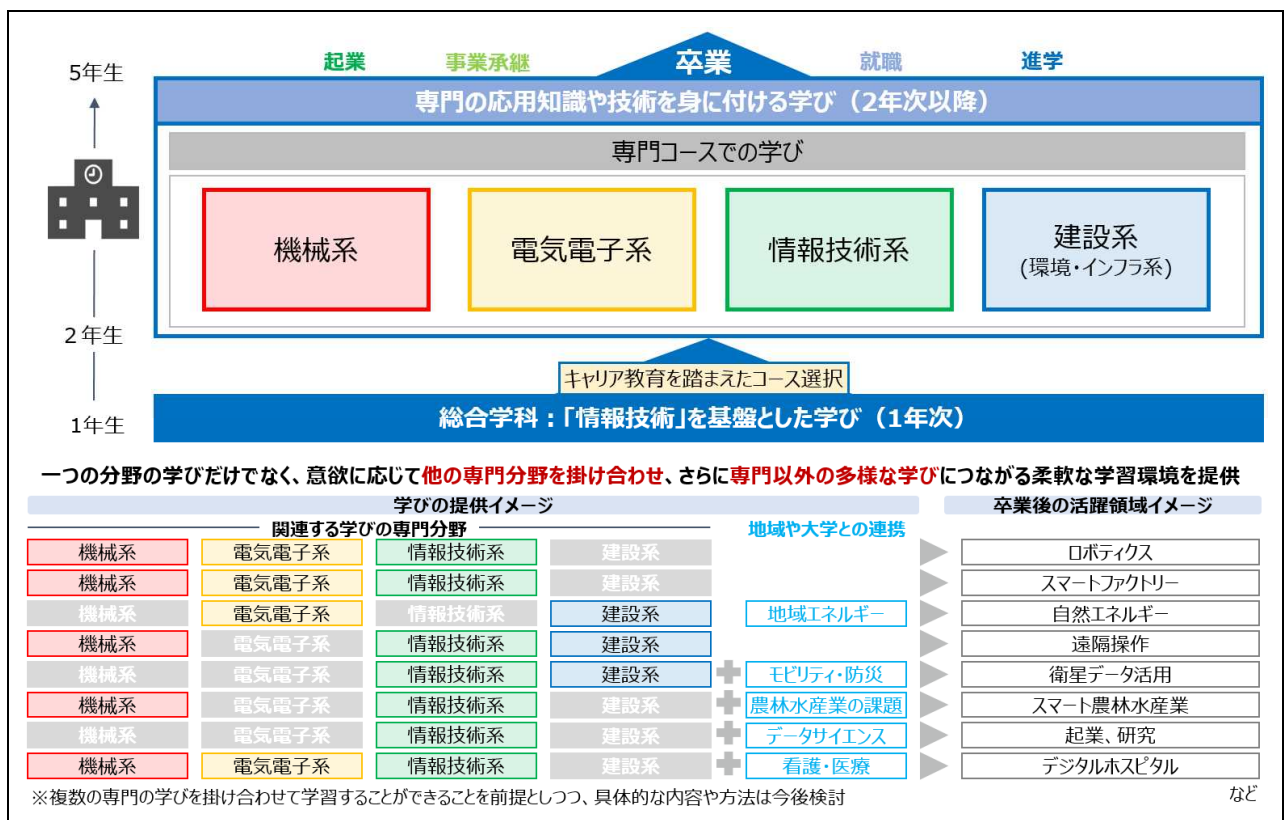 起業 事業承継 卒業 就職 進学
5年生
専門の応用知識や技術を身に付ける学び（2年次以降）
専門コースでの学び
機械系 電気電子系 情報技術系 建設系
(環境・インフラ系)
２年生
キャリア教育を踏まえたコース選択
総合学科：「情報技術」を基盤とした学び（1年次）
1年生
一つの分野の学びだけでなく、意欲に応じて他の専門分野を掛け合わせ、さらに専門以外の多様な学びにつながる柔軟な学習環境を提供
学びの提供イメージ 卒業後の活躍領域イメージ
関連する学びの専門分野 地域や大学との連携
機械系 電気電子系 情報技術系 建設系 ロボティクス
機械系 電気電子系 情報技術系 建設系 スマートファクトリー
機械系 電気電子系 情報技術系 建設系 地域エネルギー 自然エネルギー
機械系 電気電子系 情報技術系 建設系 遠隔操作
機械系 電気電子系 情報技術系 建設系 モビリティ・防災 衛星データ活用
機械系 電気電子系 情報技術系 建設系 農林水産業の課題 スマート農林水産業
機械系 電気電子系 情報技術系 建設系 データサイエンス 起業、研究
機械系 電気電子系 情報技術系 建設系 看護・医療 デジタルホスピタル
※複数の専門の学びを掛け合わせて学習することができることを前提としつつ、具体的な内容や方法は今後検討 など